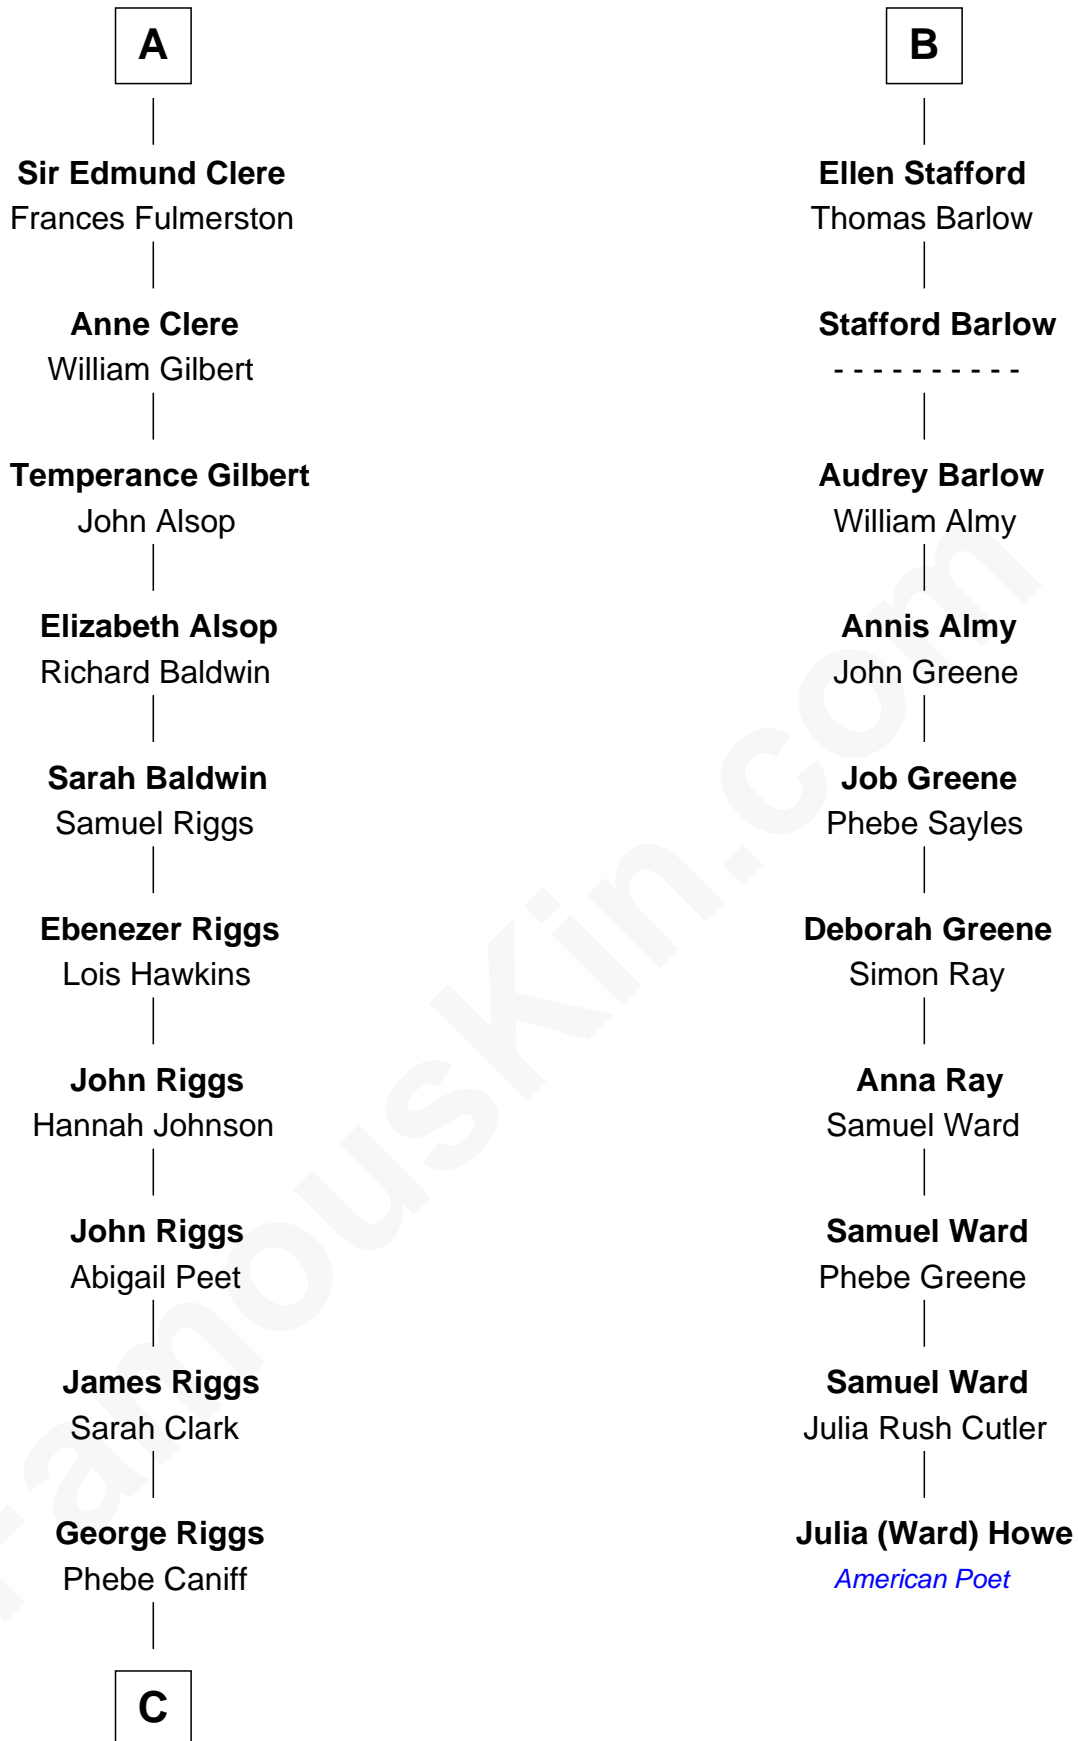 A
Sir Edmund Clere
Frances Fulmerston
Anne Clere
William Gilbert
Temperance Gilbert
John Alsop
Elizabeth Alsop
Richard Baldwin
Sarah Baldwin
Samuel Riggs
Ebenezer Riggs
Lois Hawkins
John Riggs
Hannah Johnson
John Riggs
Abigail Peet
James Riggs
Sarah Clark
George Riggs
Phebe Caniff
C
B
Ellen Stafford
Thomas Barlow
Stafford Barlow
- - - - - - - - - -
Audrey Barlow
William Almy
Annis Almy
John Greene
Job Greene
Phebe Sayles
Deborah Greene
Simon Ray
Anna Ray
Samuel Ward
Samuel Ward
Phebe Greene
Samuel Ward
Julia Rush Cutler
Julia (Ward) Howe
American Poet
FamousKin.com